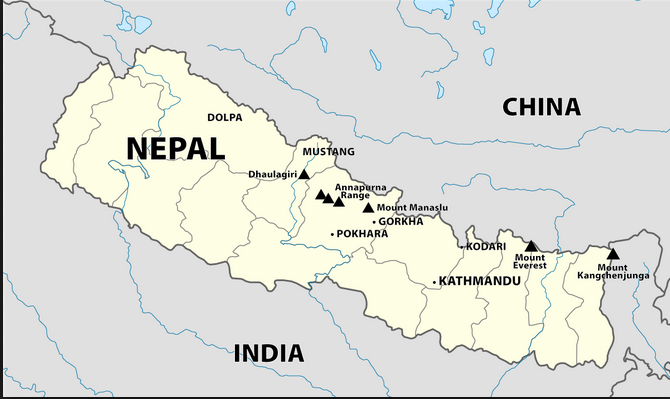 CHINA
DOLPA
NEPAL
MUSTANG
Dhaulagiri
Annapurna
Range
Mount Manaslu
GORKHA
POKHARA
KODARI
Mount
Everest
Mount
Kangchenjunga
KATHMANDU
INDIA